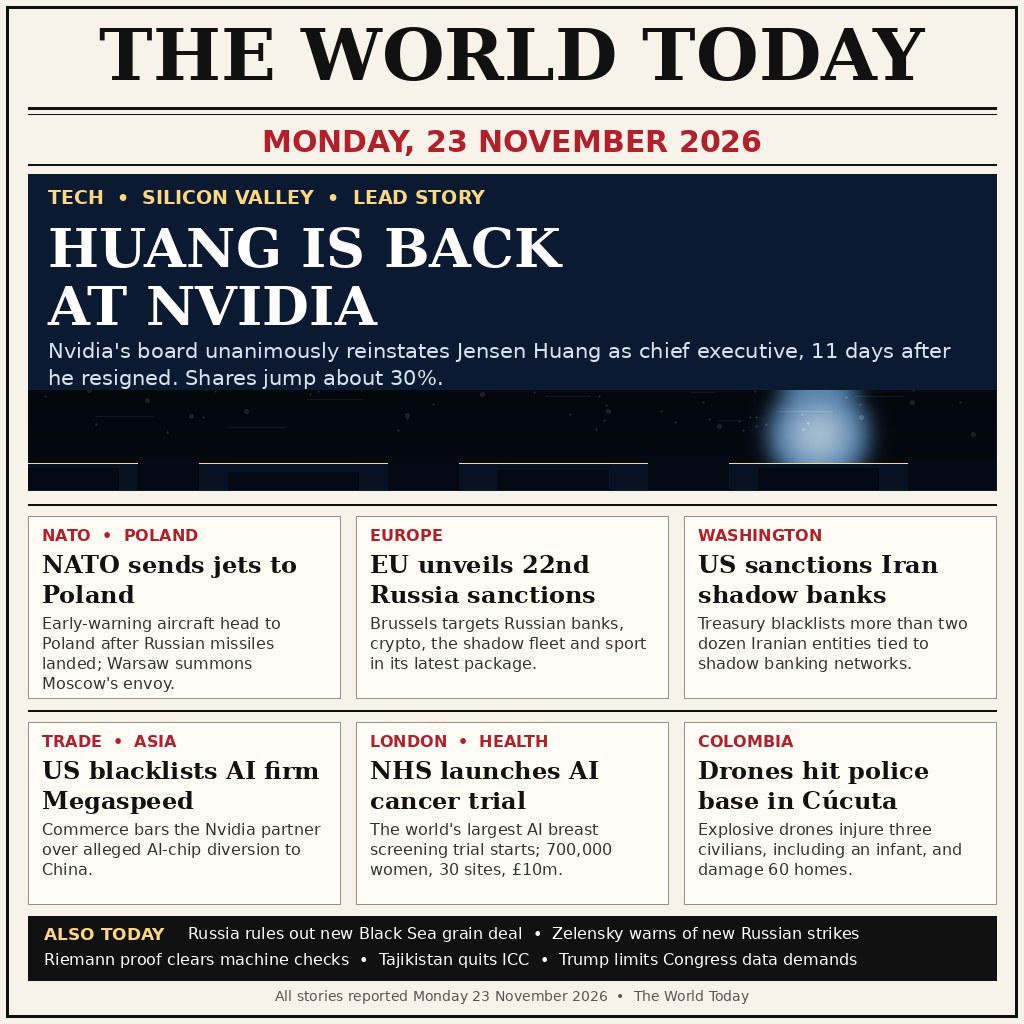 THE WORLD TODAY
MONDAY, 23 NOVEMBER 2026
TECH • SILICON VALLEY • LEAD STORY
HUANG IS BACK
AT NVIDIA
Nvidia's board unanimously reinstates Jensen Huang as chief executive, 11 days after
he resigned. Shares jump about 30%.
NATO • POLAND
NATO sends jets to
Poland
Early-warning aircraft head to
Poland after Russian missiles
landed; Warsaw summons
Moscow's envoy.
EUROPE
EU unveils 22nd
Russia sanctions
Brussels targets Russian banks,
crypto, the shadow fleet and sport
in its latest package.
WASHINGTON
US sanctions Iran
shadow banks
Treasury blacklists more than two
dozen Iranian entities tied to
shadow banking networks.
TRADE • ASIA
US blacklists AI firm
Megaspeed
Commerce bars the Nvidia partner
over alleged AI-chip diversion to
China.
LONDON • HEALTH
NHS launches AI
cancer trial
The world's largest AI breast
screening trial starts; 700,000
women, 30 sites, £10m.
COLOMBIA
Drones hit police
base in Cúcuta
Explosive drones injure three
civilians, including an infant, and
damage 60 homes.
ALSO TODAY Russia rules out new Black Sea grain deal • Zelensky warns of new Russian strikes
Riemann proof clears machine checks • Tajikistan quits ICC • Trump limits Congress data demands
All stories reported Monday 23 November 2026 • The World Today